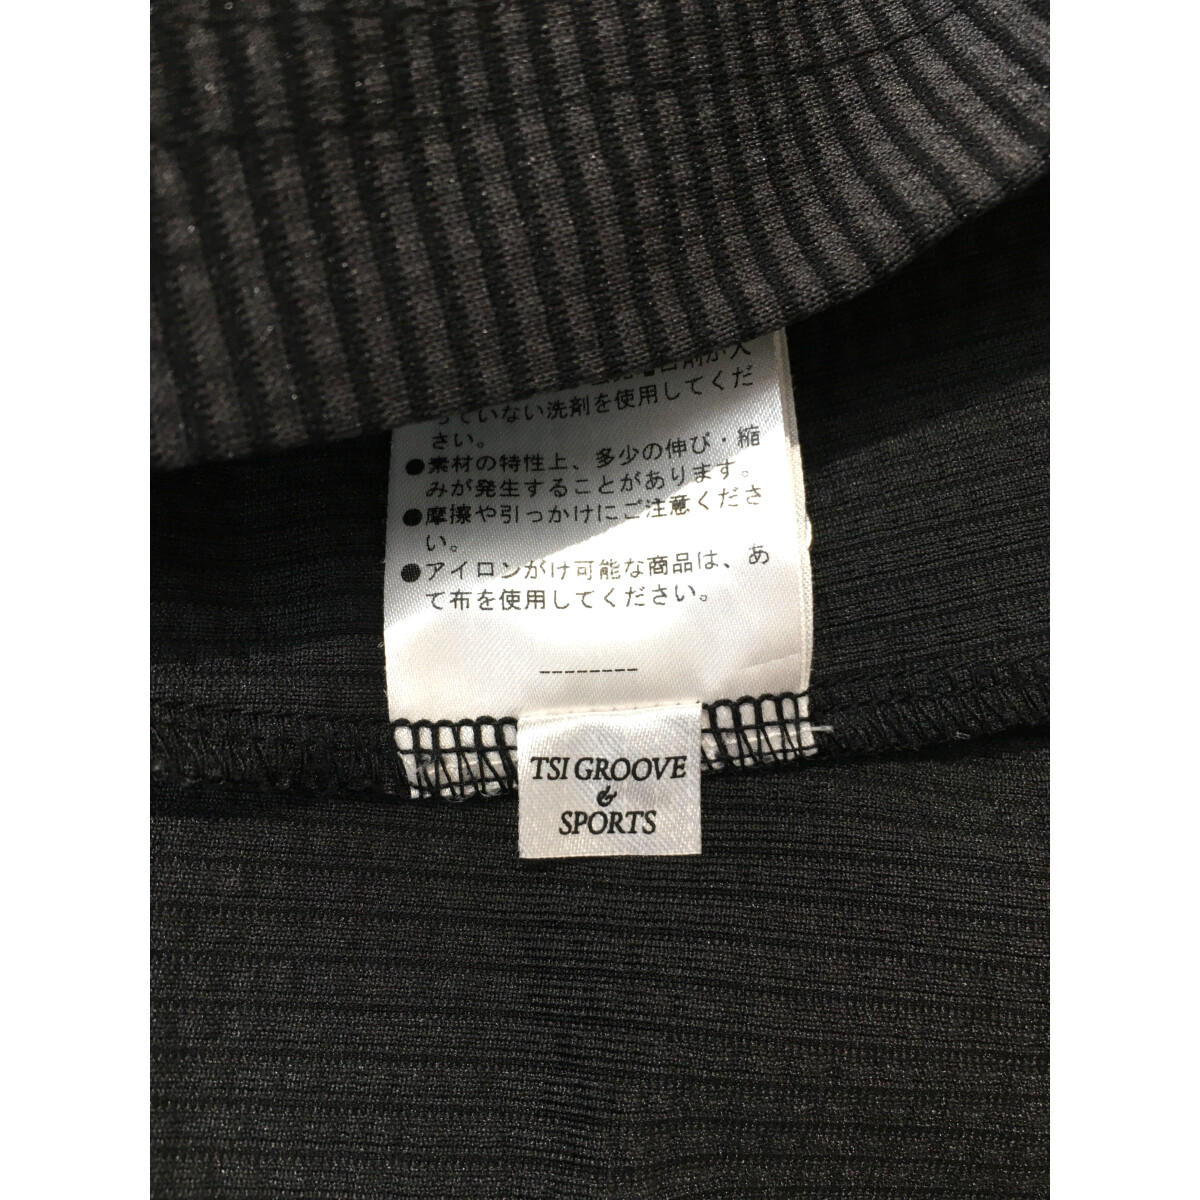 白剤が入
っていない洗剤を使用してくだ
さい。
●素材の特性上、多少の伸び・縮
みが発生することがあります。
●摩擦や引っかけにご注意くださ
い。
●アイロンがけ可能な商品は、あ
て布を使用してください。
--------
TSI GROOVE
&
SPORTS